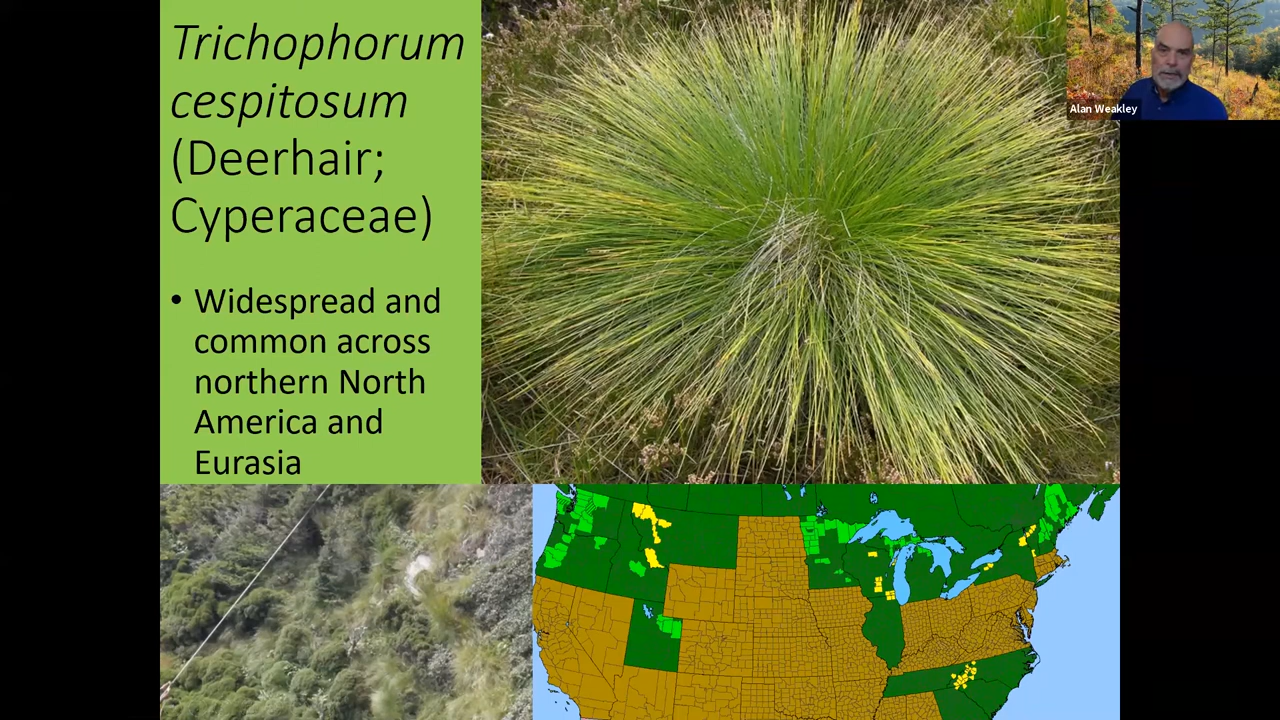 Trichophorum
cespitosum
(Deerhair;
Cyperaceae)
• Widespread and
common across
northern North
America and
Eurasia
Alan Weakley